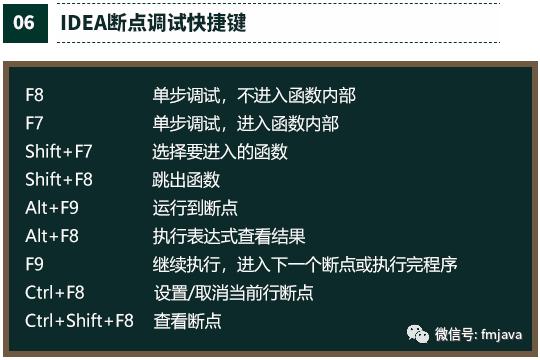 06 IDEA断点调试快捷键
F8 单步调试，不进入函数内部
F7 单步调试，进入函数内部
Shift+F7 选择要进入的函数
Shift+F8 跳出函数
Alt+F9 运行到断点
Alt+F8 执行表达式查看结果
F9 继续执行，进入下一个断点或执行完程序
Ctrl+F8 设置/取消当前行断点
Ctrl+Shift+F8 查看断点
微信号: fmjava